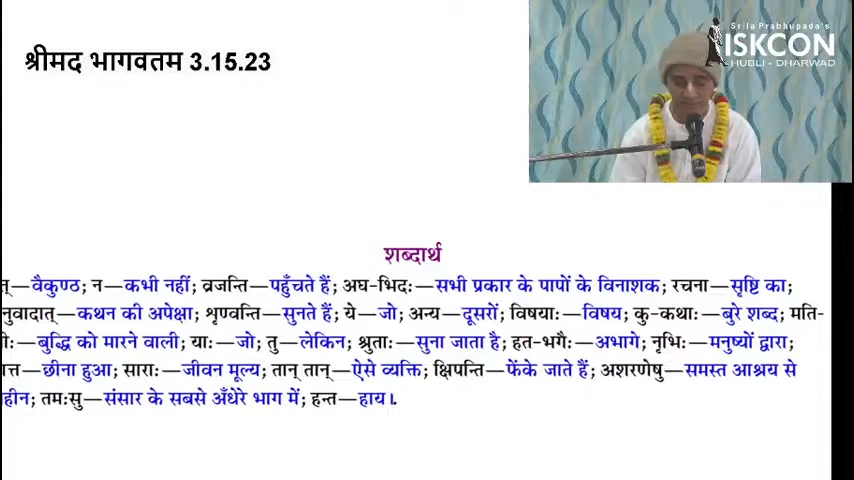 श्रीमद भागवतम 3.15.23
Srila Prabhupada's
ISKCON
HUBLI • DHARWAD
शब्दार्थ
त्—वैकुण्ठ; न—कभी नहीं; व्रजन्ति—पहुँचते हैं; अघ-भिदः—सभी प्रकार के पापों के विनाशक; रचना—सृष्टि का;
नुवादात्—कथन की अपेक्षा; शृण्वन्ति—सुनते हैं; ये—जो; अन्य—दूसरों; विषयाः—विषय; कु-कथाः—बुरे शब्द; मति-
ीः—बुद्धि को मारने वाली; याः—जो; तु—लेकिन; श्रुताः—सुना जाता है; हत-भगैः—अभागे; नृभिः—मनुष्यों द्वारा;
त्त—छीना हुआ; साराः—जीवन मूल्य; तान् तान्—ऐसे व्यक्ति; क्षिपन्ति—फेंके जाते हैं; अशरणेषु—समस्त आश्रय से
हीन; तमःसु—संसार के सबसे अँधेरे भाग में; हन्त—हाय।